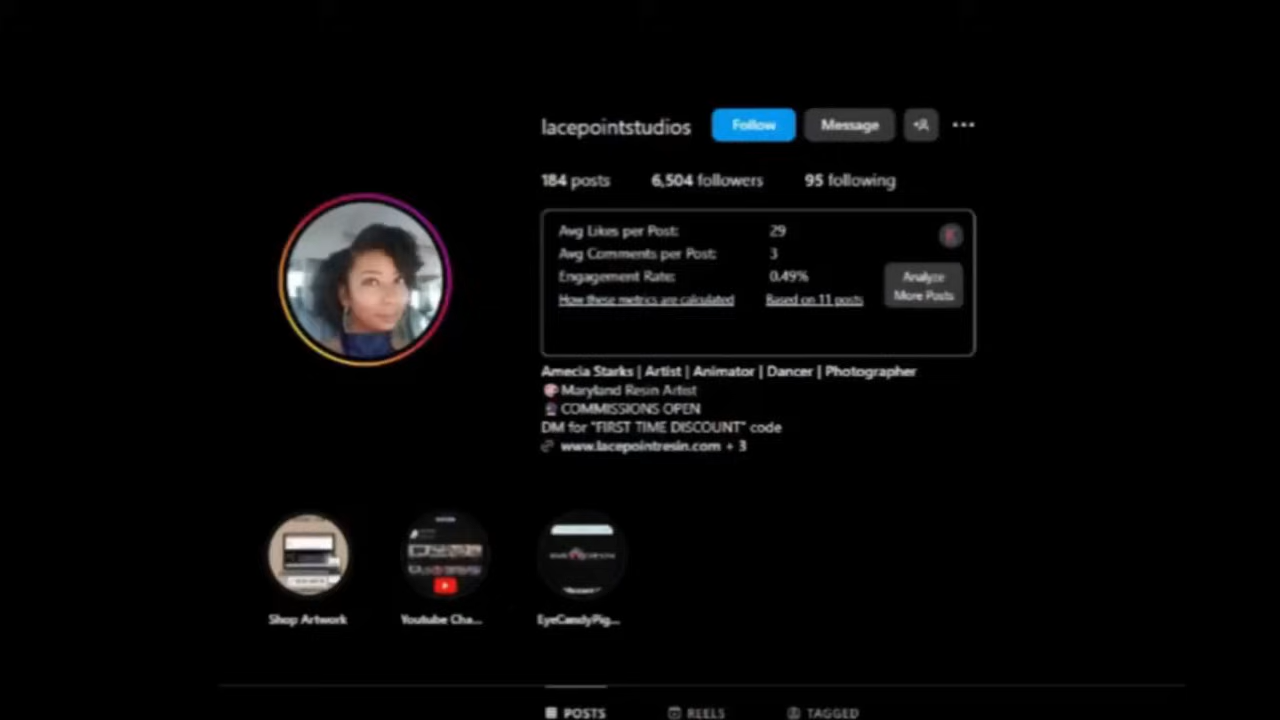 lacepointstudios Follow Message
184 posts 6,504 followers 95 following
Avg Likes per Post: 29
Avg Comments per Post: 3
Engagement Rate: 0.49%
Analyze
More Posts
How these metrics are calculated Based on 11 posts
Amecia Starks | Artist | Animator | Dancer | Photographer
Maryland Resin Artist
COMMISSIONS OPEN
DM for "FIRST TIME DISCOUNT" code
www.lacepointresin.com + 3
Shop Artwork Youtube Cha... EyeCandyPig...
POSTS REELS TAGGED